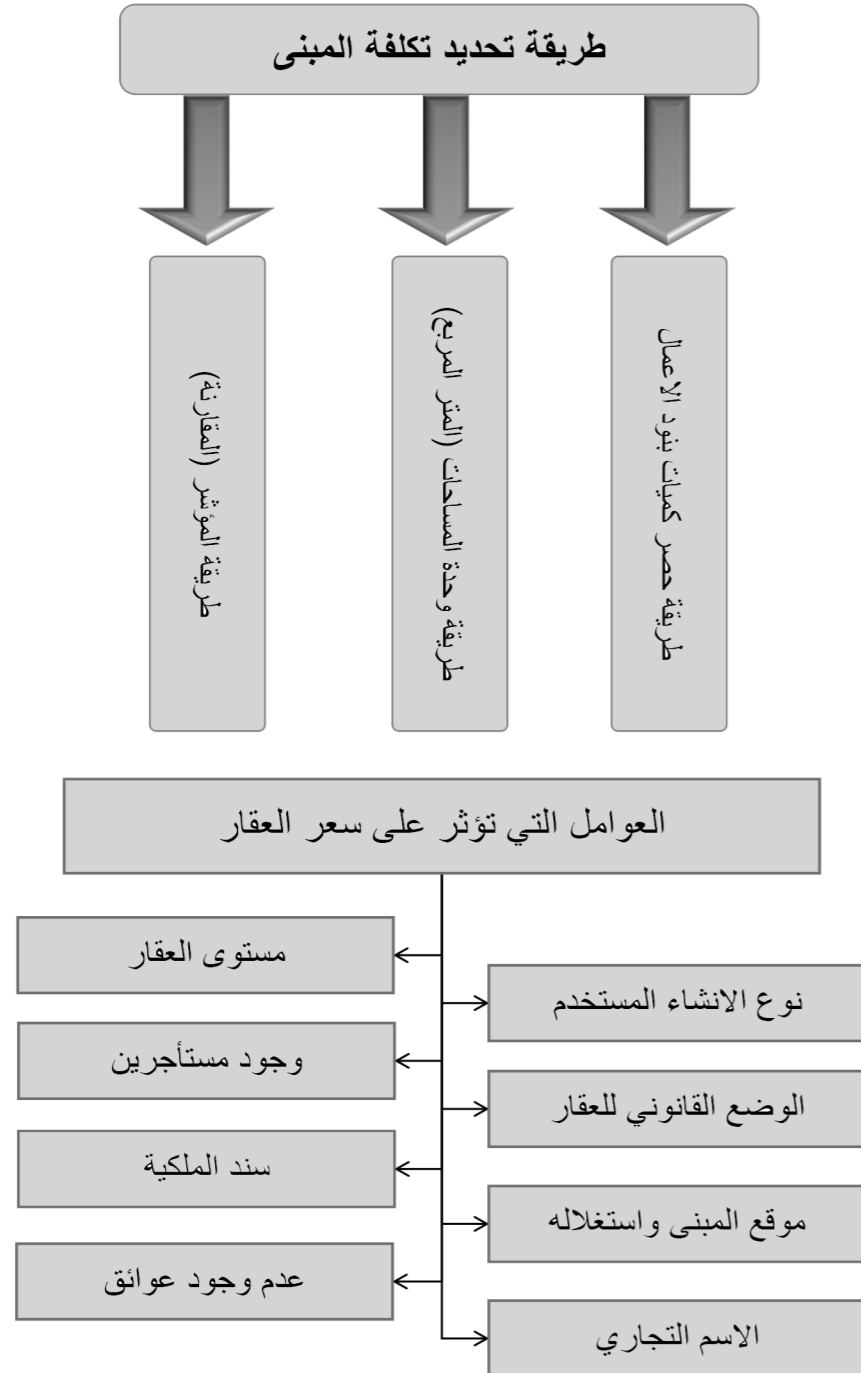 طريقة تحديد تكلفة المبنى
طريقة حصر كميات بنود الاعمال
طريقة وحدة المساحات (المتر المربع)
طريقة المؤشر (المقارنة)
العوامل التي تؤثر على سعر العقار
مستوى العقار
نوع الانشاء المستخدم
وجود مستأجرين
الوضع القانوني للعقار
سند الملكية
موقع المبنى واستغلاله
عدم وجود عوائق
الاسم التجاري